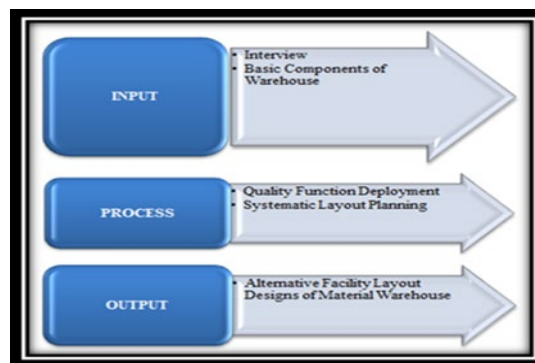 INPUT
• Interview
• Basic Components of
Warehouse
PROCESS
• Quality Function Deployment
• Systematic Layout Planning
OUTPUT
• Alternative Facility Layout
Designs of Material Warehouse